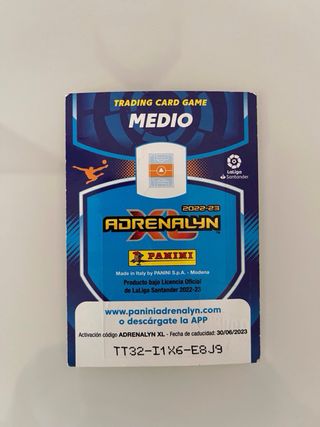 TRADING CARD GAME
MEDIO
LaLiga
Santander
2022-23
ADRENALYN
XL
PANINI
Made in Italy by PANINI S.p.A. - Modena
Producto bajo Licencia Oficial
de LaLiga Santander 2022-23
www.paniniadrenalyn.com
o descárgate la APP
Activación código ADRENALYN XL - Fecha de caducidad: 30/06/2023
TT32-I1X6-E8J9